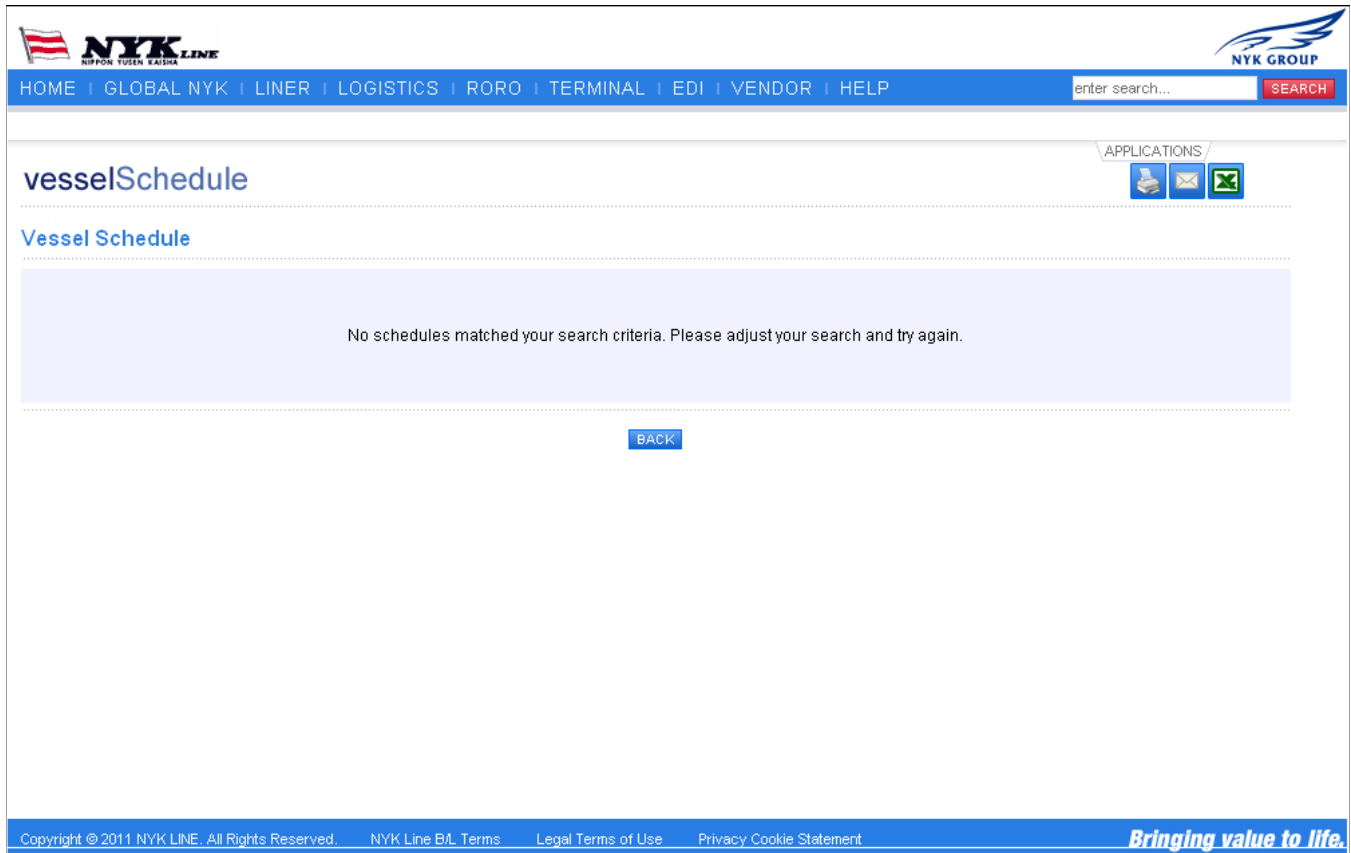 NYK LINE
NIPPON YUSEN KAISHA
NYK GROUP
HOME | GLOBAL NYK | LINER | LOGISTICS | RORO | TERMINAL | EDI | VENDOR | HELP
enter search... SEARCH
APPLICATIONS
vesselSchedule
Vessel Schedule
No schedules matched your search criteria. Please adjust your search and try again.
BACK
Copyright © 2011 NYK LINE. All Rights Reserved. NYK Line B/L Terms Legal Terms of Use Privacy Cookie Statement Bringing value to life.